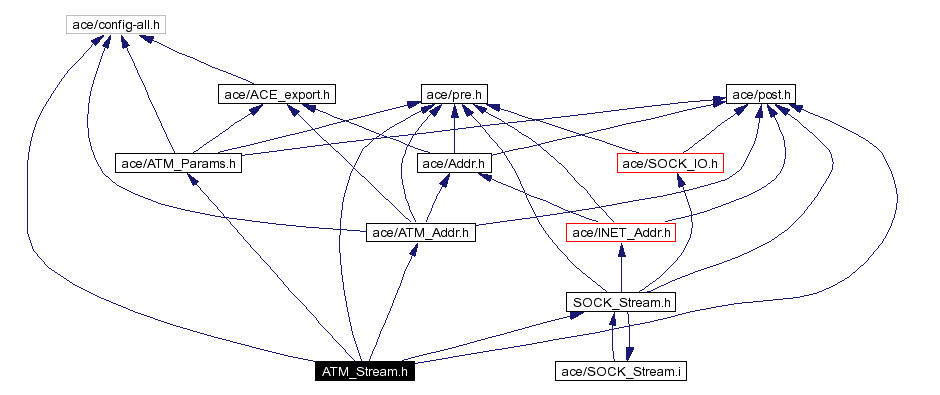 ace/config-all.h
ace/ACE_export.h
ace/pre.h
ace/post.h
ace/ATM_Params.h
ace/Addr.h
ace/SOCK_IO.h
ace/ATM_Addr.h
ace/INET_Addr.h
SOCK_Stream.h
ATM_Stream.h
ace/SOCK_Stream.i